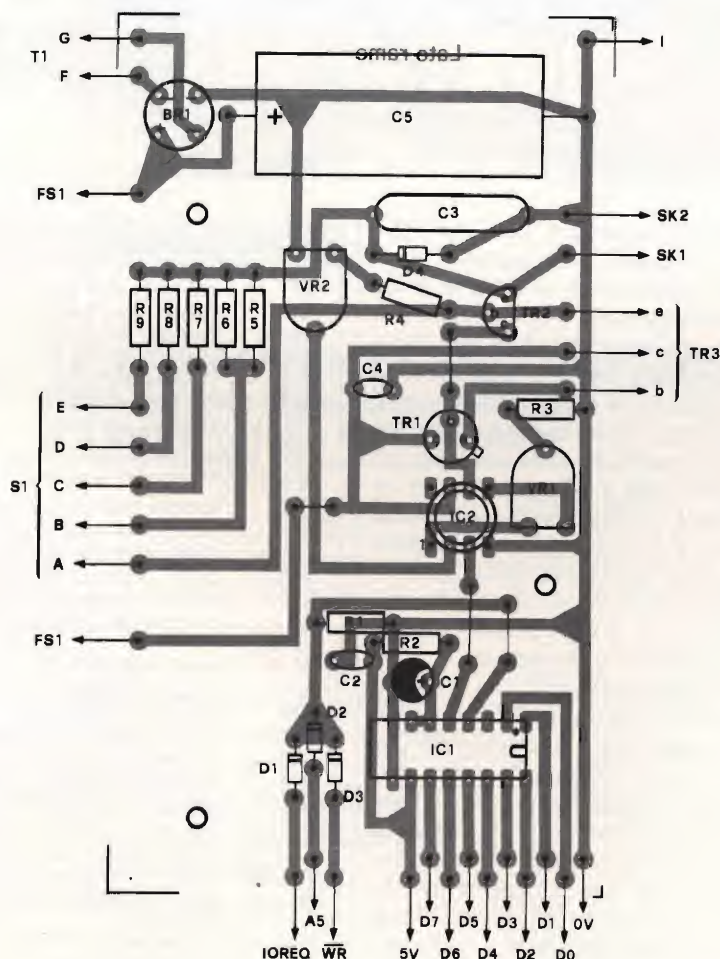 G
T1
F
BR1
FS1
Lato rame
I
+ C5
C3
SK2
D4
SK1
VR2
R4
TR2
e
c
b
TR3
R9 R8 R7 R6 R5
C4
TR1
R3
VR1
IC2
1
S1
E
D
C
B
A
FS1
R1
R2
C2
C1
D2
D1
D3
IC1
A5
IOREQ WR
5V D7 D6 D5 D4 D3 D2 D1 D0 0V